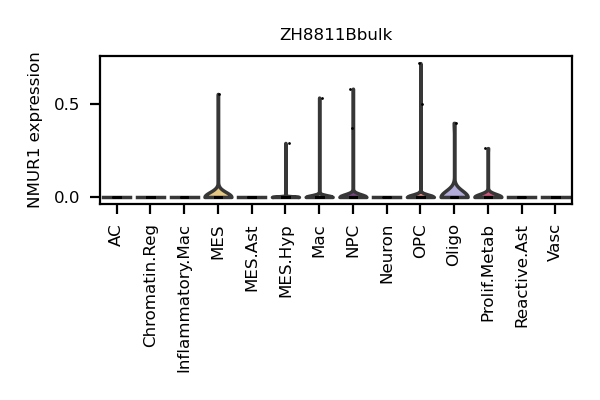 ZH8811Bbulk
NMUR1 expression
0.5
0.0
AC
Chromatin.Reg
Inflammatory.Mac
MES
MES.Ast
MES.Hyp
Mac
NPC
Neuron
OPC
Oligo
Prolif.Metab
Reactive.Ast
Vasc